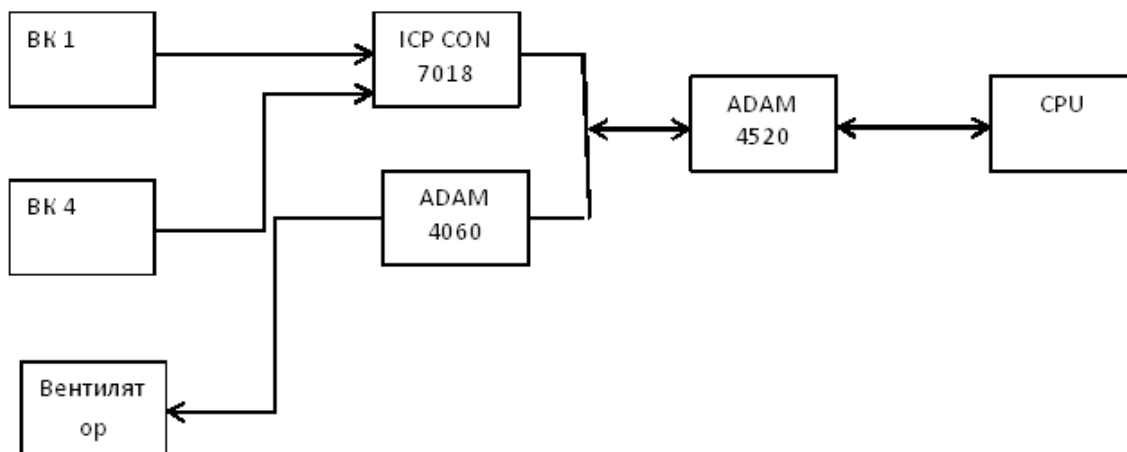 ВК 1
ICP CON
7018
ADAM
4520
CPU
ВК 4
ADAM
4060
Вентилят
ор